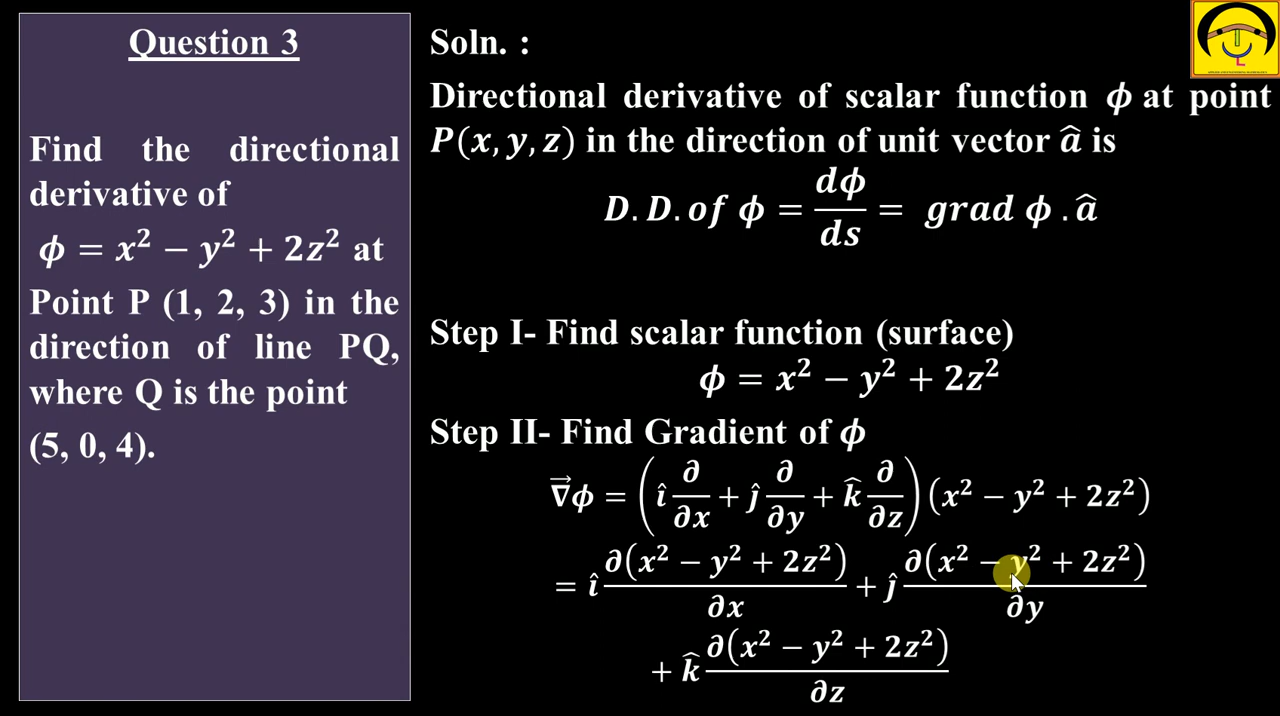 Question 3
Find the directional
derivative of
ϕ = x² − y² + 2z² at
Point P (1, 2, 3) in the
direction of line PQ,
where Q is the point
(5, 0, 4).
Soln. :
Directional derivative of scalar function ϕ at point
P(x, y, z) in the direction of unit vector â is
D.D. of ϕ = dϕ/ds = grad ϕ . â
Step I- Find scalar function (surface)
ϕ = x² − y² + 2z²
Step II- Find Gradient of ϕ
∇⃗ϕ = (î ∂/∂x + ĵ ∂/∂y + k̂ ∂/∂z) (x² − y² + 2z²)
= î ∂(x² − y² + 2z²)/∂x + ĵ ∂(x² − y² + 2z²)/∂y
+ k̂ ∂(x² − y² + 2z²)/∂z